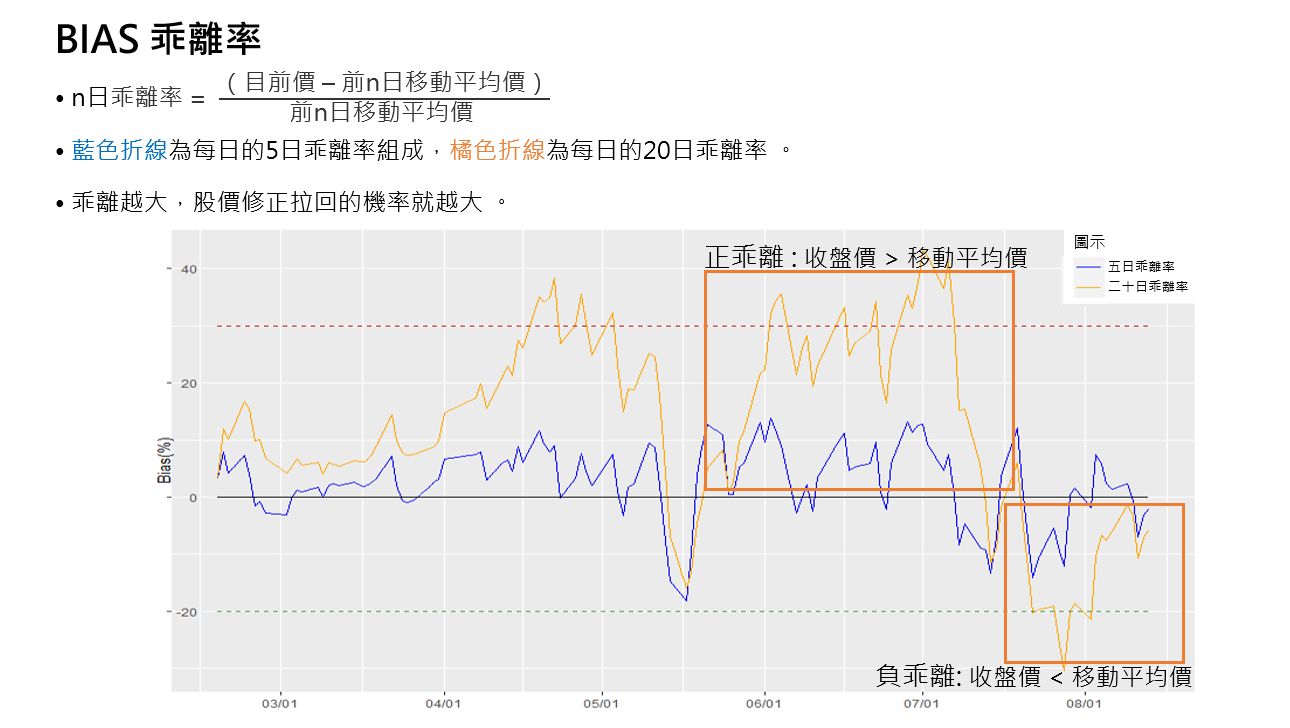 BIAS 乖離率
• n日乖離率 = ( 目前價 – 前n日移動平均價 )
前n日移動平均價
• 藍色折線為每日的5日乖離率組成，橘色折線為每日的20日乖離率 。
• 乖離越大，股價修正拉回的機率就越大 。
正乖離 : 收盤價 > 移動平均價
圖示
五日乖離率
二十日乖離率
Bias(%)
40
20
0
-20
負乖離: 收盤價 < 移動平均價
03/01 04/01 05/01 06/01 07/01 08/01